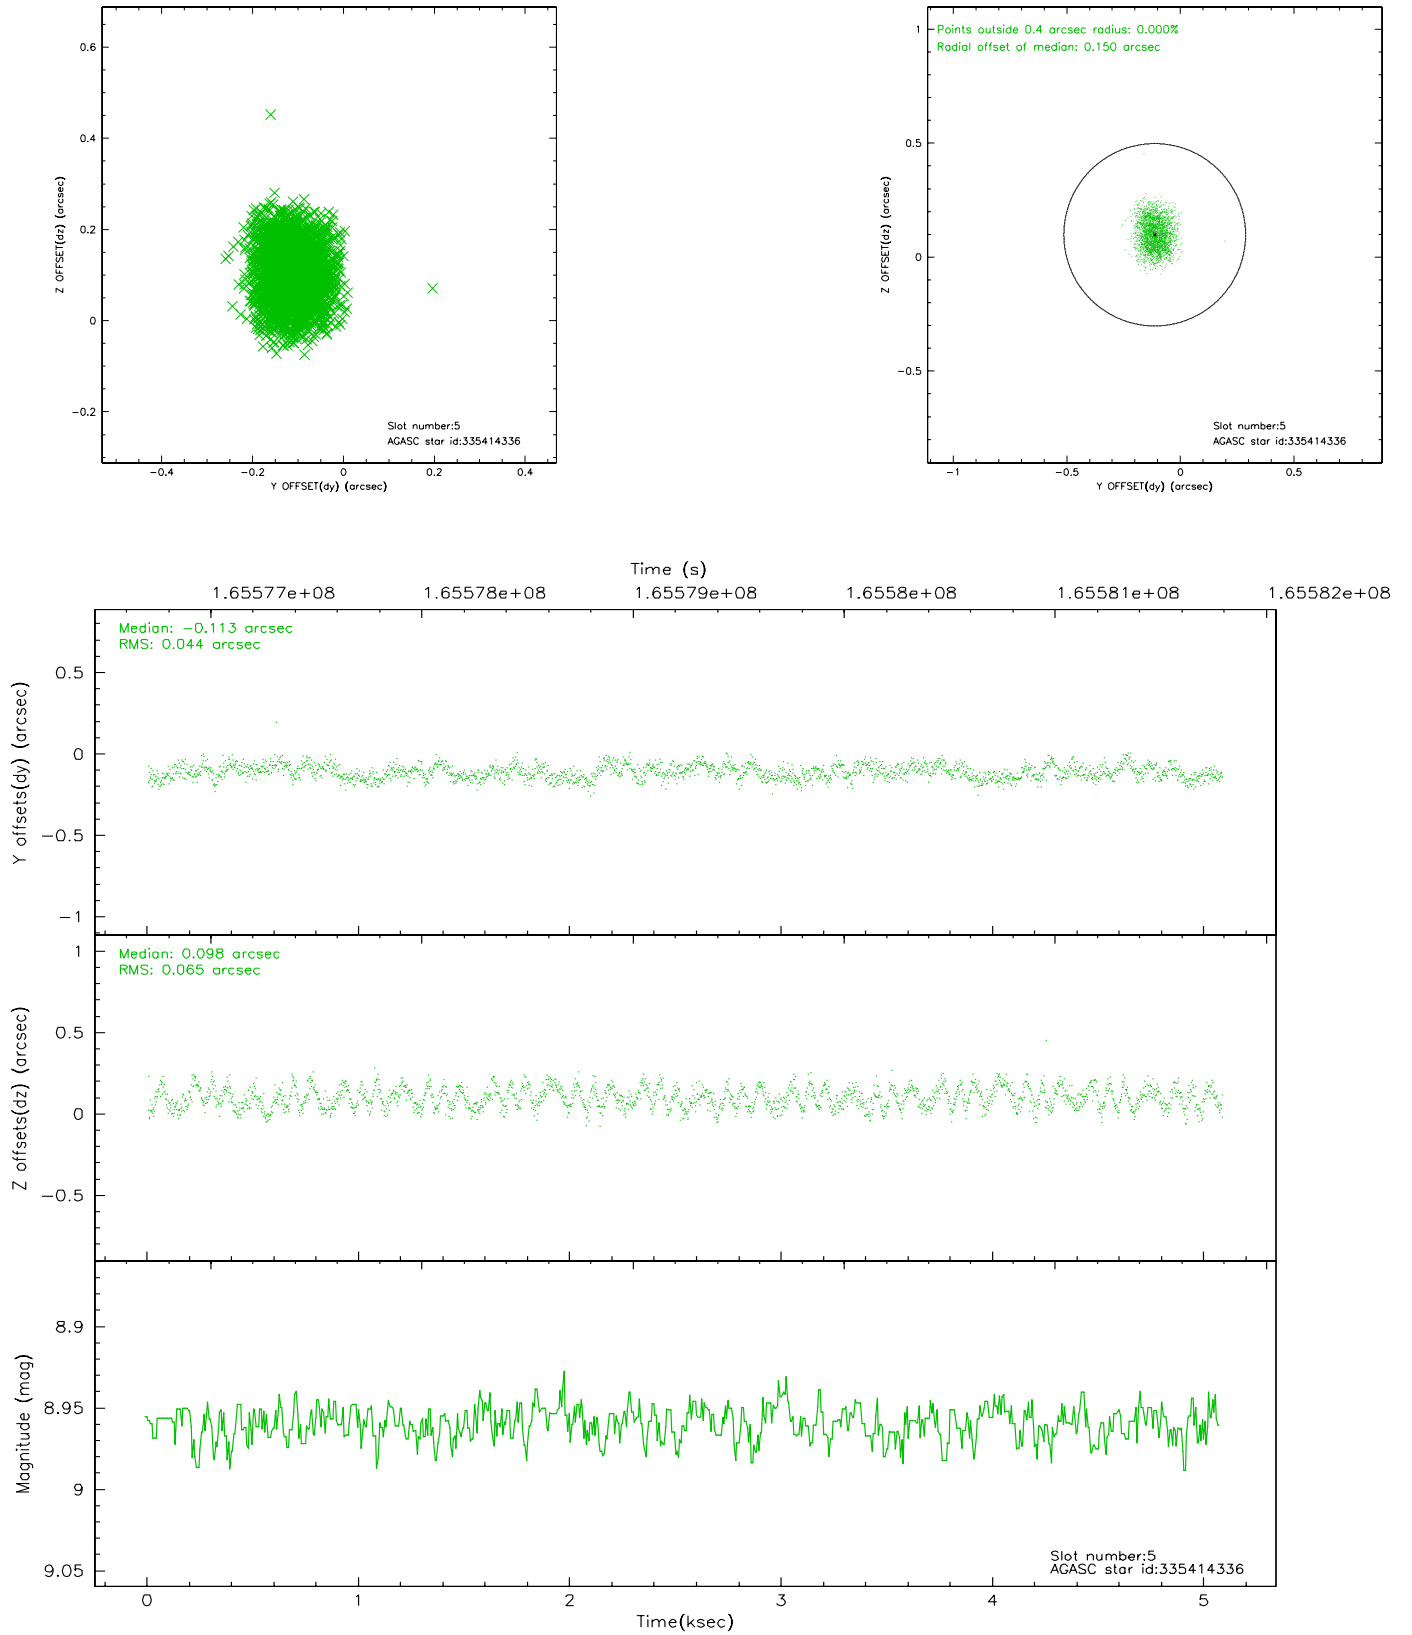 0.6
0.4
0.2
0
−0.2
Z OFFSET(dz) (arcsec)
Slot number:5
AGASC star id:335414336
−0.4 −0.2 0 0.2 0.4
Y OFFSET(dy) (arcsec)
Points outside 0.4 arcsec radius: 0.000%
Radial offset of median: 0.150 arcsec
1
0.5
0
−0.5
Z OFFSET(dz) (arcsec)
Slot number:5
AGASC star id:335414336
−1 −0.5 0 0.5
Y OFFSET(dy) (arcsec)
Time (s)
1.65577e+08 1.65578e+08 1.65579e+08 1.6558e+08 1.65581e+08 1.65582e+08
Median: −0.113 arcsec
RMS: 0.044 arcsec
0.5
0
−0.5
−1
Y offsets(dy) (arcsec)
Median: 0.098 arcsec
RMS: 0.065 arcsec
1
0.5
0
−0.5
Z offsets(dz) (arcsec)
8.9
8.95
9
9.05
Magnitude (mag)
Slot number:5
AGASC star id:335414336
0 1 2 3 4 5
Time(ksec)